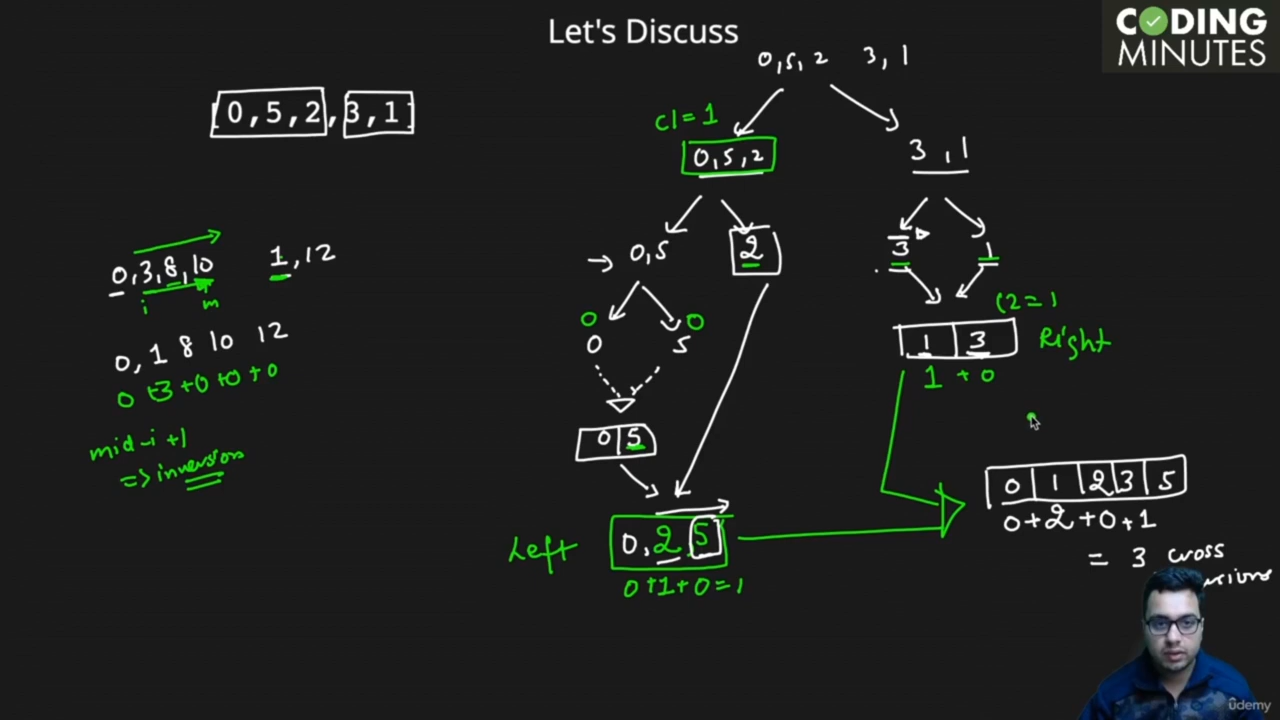 Let's Discuss
CODING
MINUTES
0,5,2 3,1
0,5,2,3,1
C1=1
0,5,2
3,1
0,5
2
3
1
0,3,8,10 1,12
i m
0,1 8 10 12
0 +3 +0 +0 +0
mid-i+1
=> inversion
0 0
0 5
C2=1
1 3 Right
1+0
0 5
0 1 2 3 5
0+2+0+1
= 3 cross
Left 0,2,5
0+1+0=1
udemy